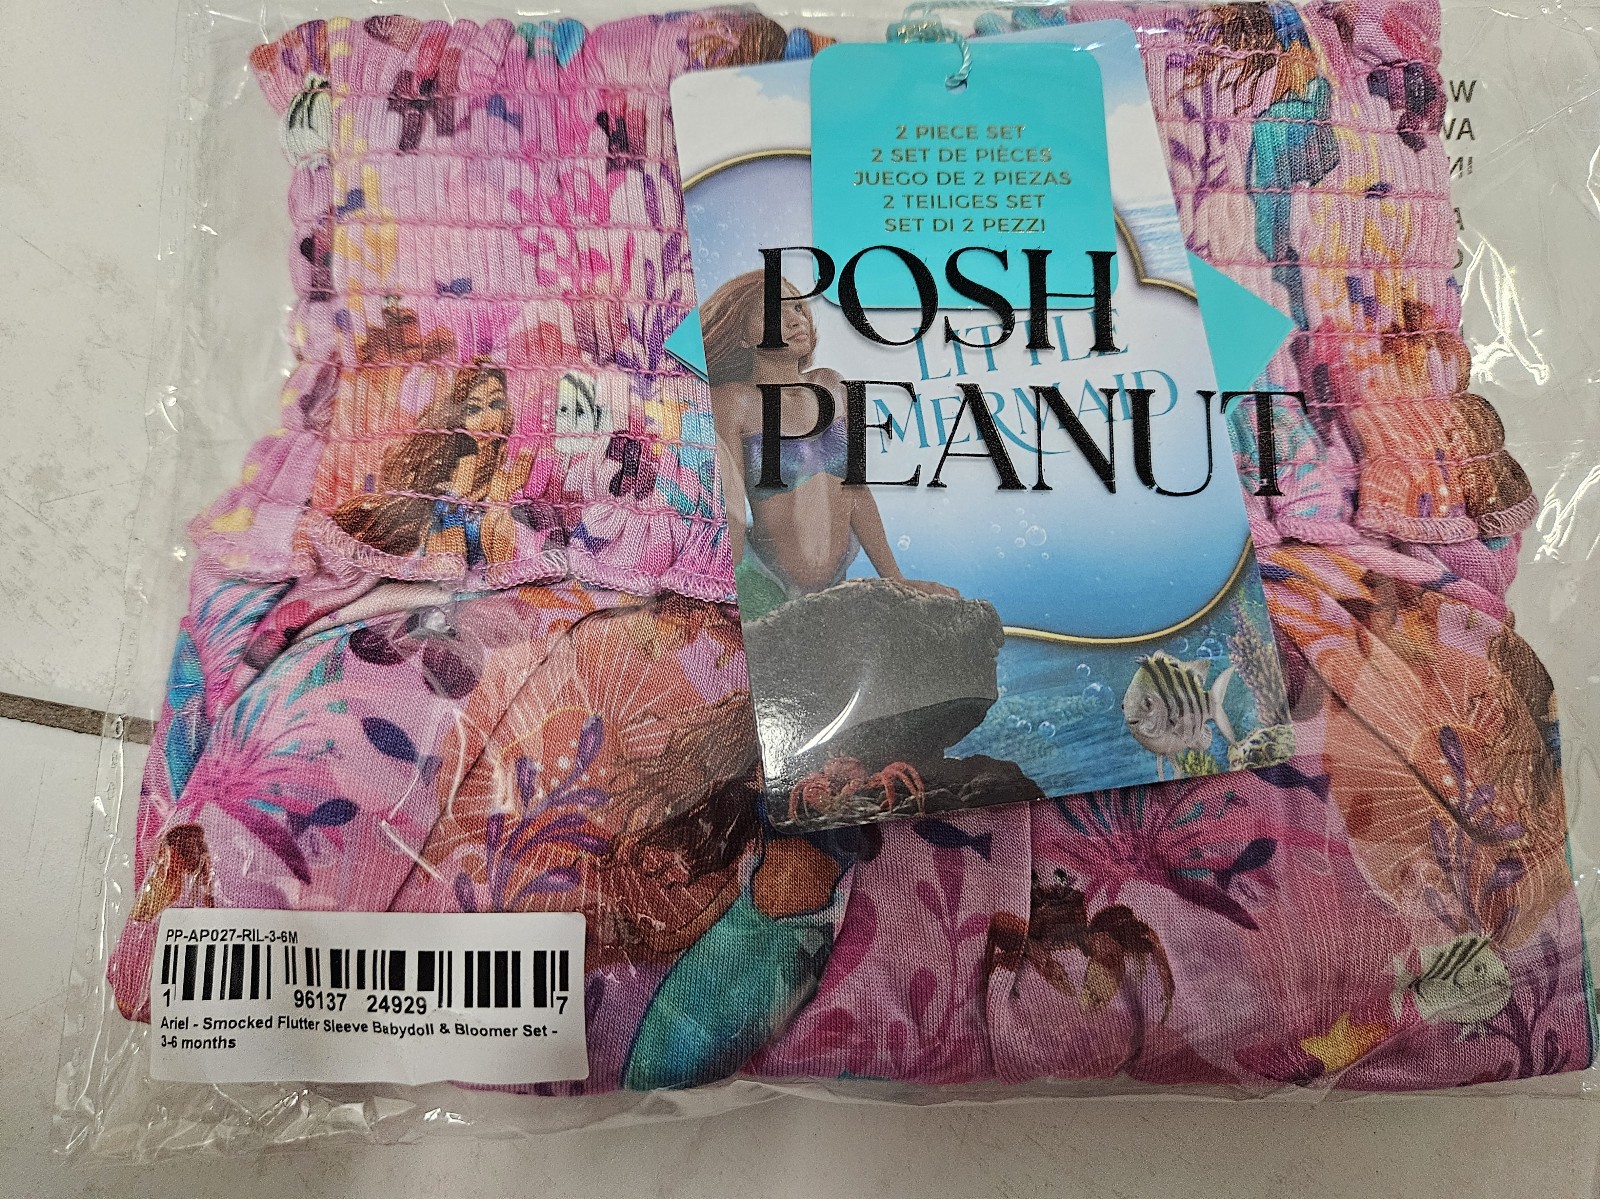 2 PIECE SET
2 SET DE PIÈCES
JUEGO DE 2 PIEZAS
2 TEILIGES SET
SET DI 2 PEZZI
POSH
PEANUT
LITTLE
MERMAID
PP-AP027-RIL-3-6M
1 96137 24929 7
Ariel - Smocked Flutter Sleeve Babydoll & Bloomer Set -
3-6 months